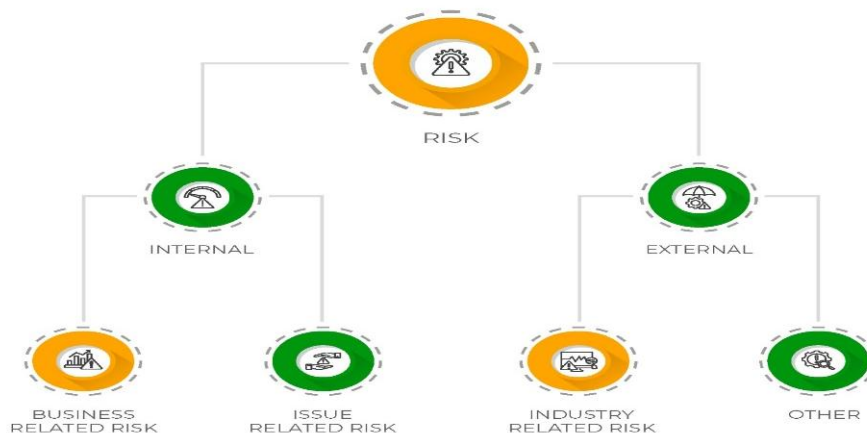 RISK
INTERNAL
EXTERNAL
BUSINESS
RELATED RISK
ISSUE
RELATED RISK
INDUSTRY
RELATED RISK
OTHER